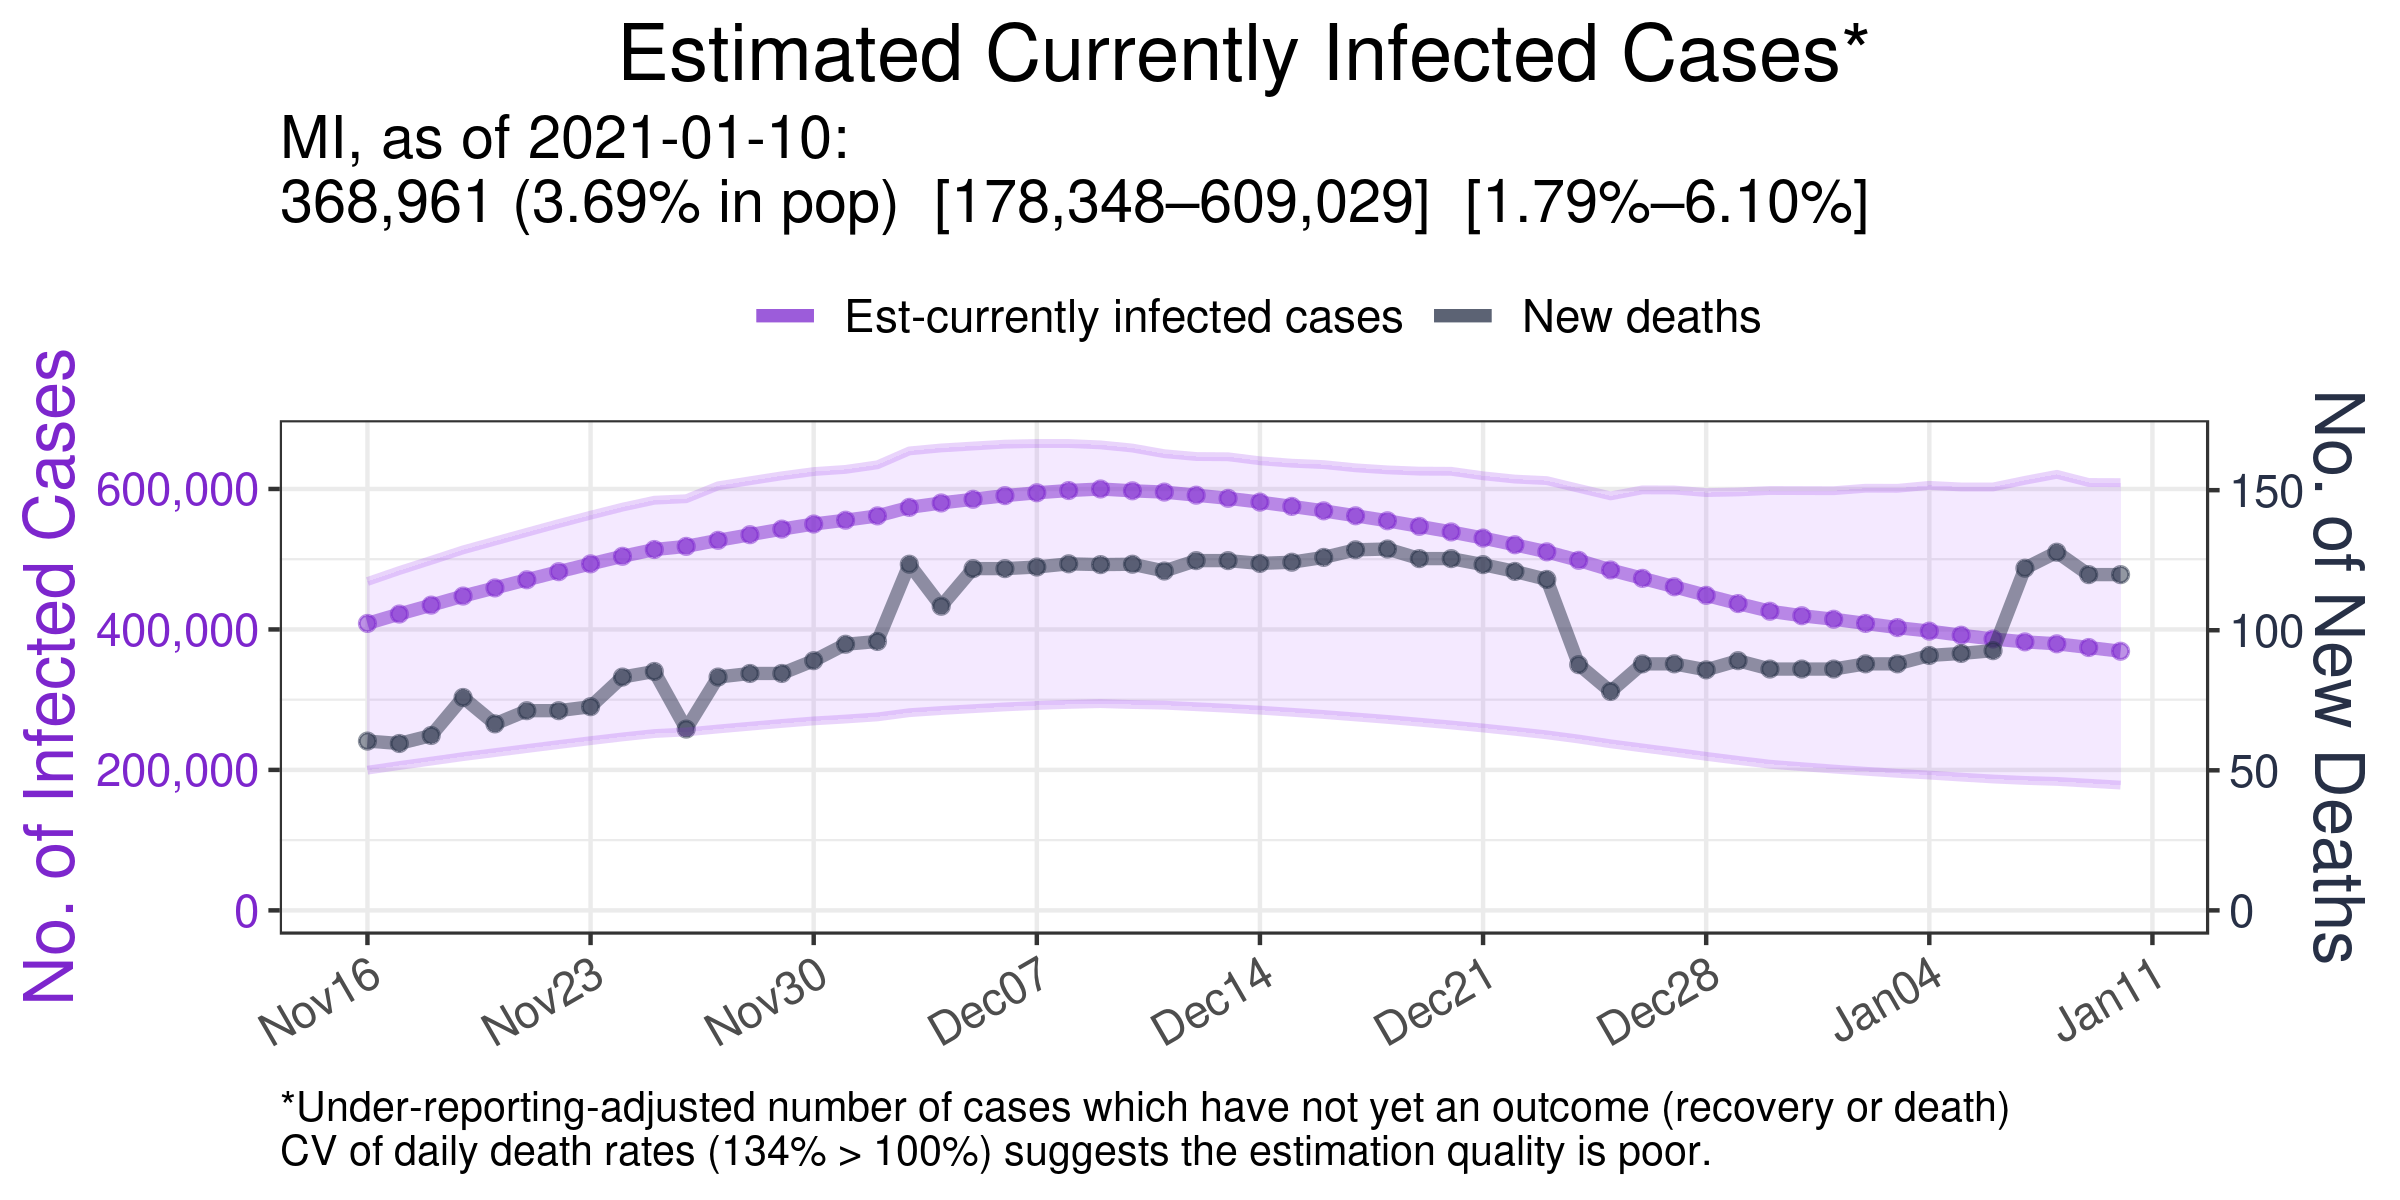 Estimated Currently Infected Cases*
MI, as of 2021-01-10:
368,961 (3.69% in pop)  [178,348–609,029]  [1.79%–6.10%]
Est-currently infected cases
New deaths
No. of Infected Cases
600,000
400,000
200,000
0
150
100
50
0
No. of New Deaths
Nov16
Nov23
Nov30
Dec07
Dec14
Dec21
Dec28
Jan04
Jan11
*Under-reporting-adjusted number of cases which have not yet an outcome (recovery or death)
CV of daily death rates (134% > 100%) suggests the estimation quality is poor.